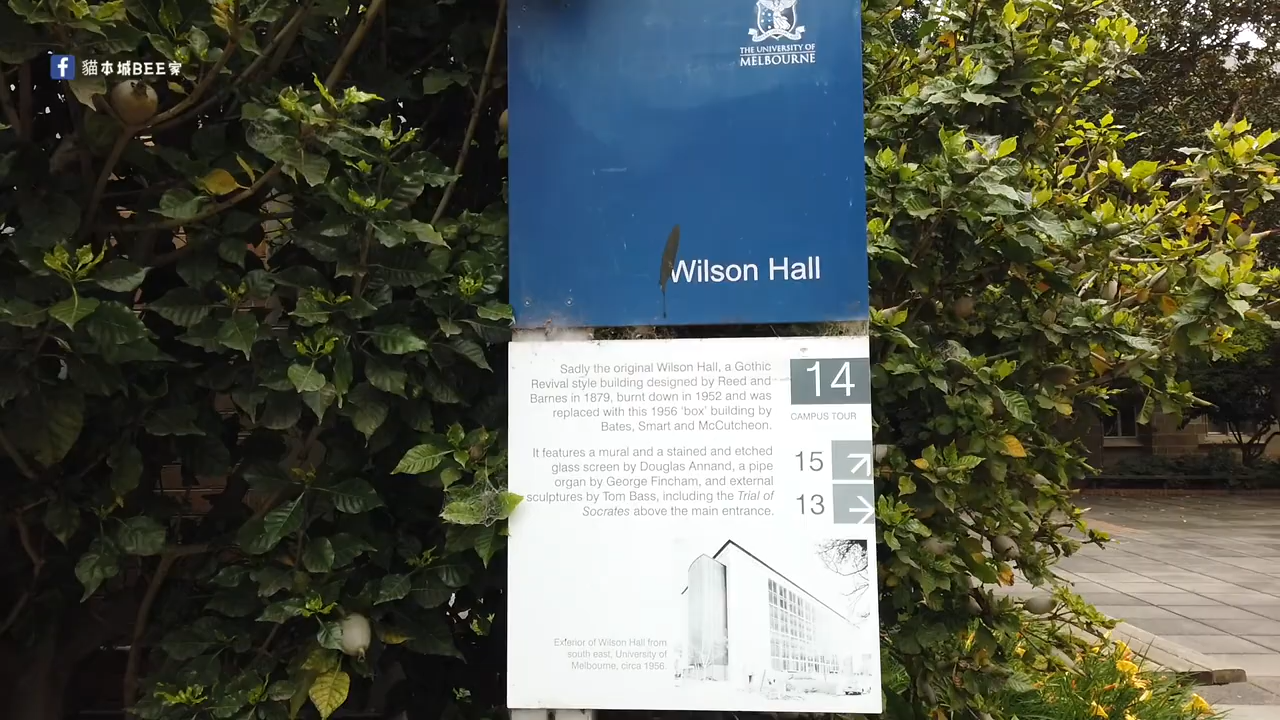 貓本城BEE家
THE UNIVERSITY OF
MELBOURNE
Wilson Hall
Sadly the original Wilson Hall, a Gothic
Revival style building designed by Reed and
Barnes in 1879, burnt down in 1952 and was
replaced with this 1956 'box' building by
Bates, Smart and McCutcheon.
14
CAMPUS TOUR
It features a mural and a stained and etched
glass screen by Douglas Annand, a pipe
organ by George Fincham, and external
sculptures by Tom Bass, including the Trial of
Socrates above the main entrance.
15
13
Exterior of Wilson Hall from
south east, University of
Melbourne, circa 1956.